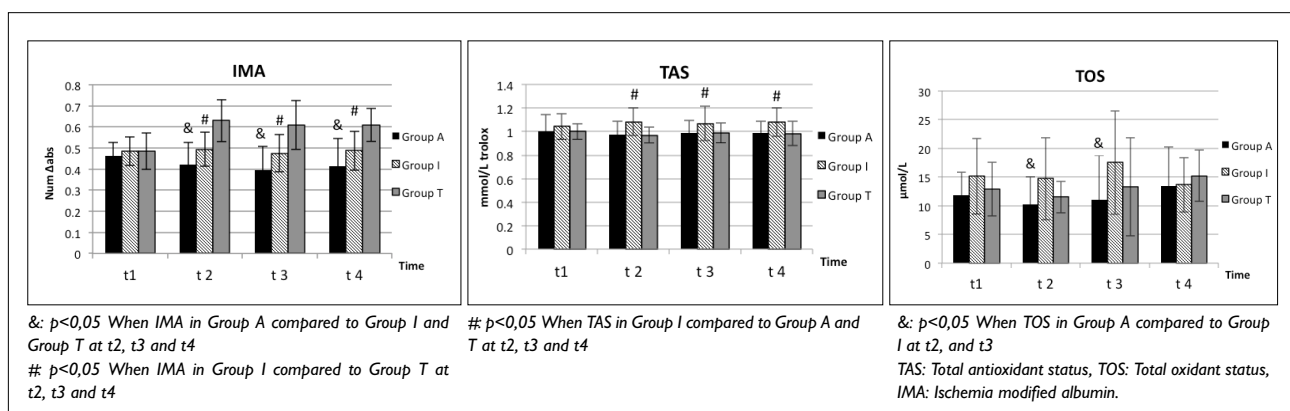 IMA
Num Δabs
0.8
0.7
0.6
0.5
0.4
0.3
0.2
0.1
0
& #
& #
& #
t1 t 2 t 3 t 4
Time
Group A
Group I
Group T
TAS
mmol/L trolox
1.4
1.2
1
0.8
0.6
0.4
0.2
0
# # #
t1 t 2 t 3 t 4
Time
Group A
Group I
Group T
TOS
µmol/L
30
25
20
15
10
5
0
& &
t1 t 2 t 3 t 4
Time
Group A
Group I
Group T
&: p<0,05 When IMA in Group A compared to Group I and
Group T at t2, t3 and t4
#: p<0,05 When IMA in Group I compared to Group T at
t2, t3 and t4
#: p<0,05 When TAS in Group I compared to Group A and
T at t2, t3 and t4
&: p<0,05 When TOS in Group A compared to Group
I at t2, and t3
TAS: Total antioxidant status, TOS: Total oxidant status,
IMA: Ischemia modified albumin.